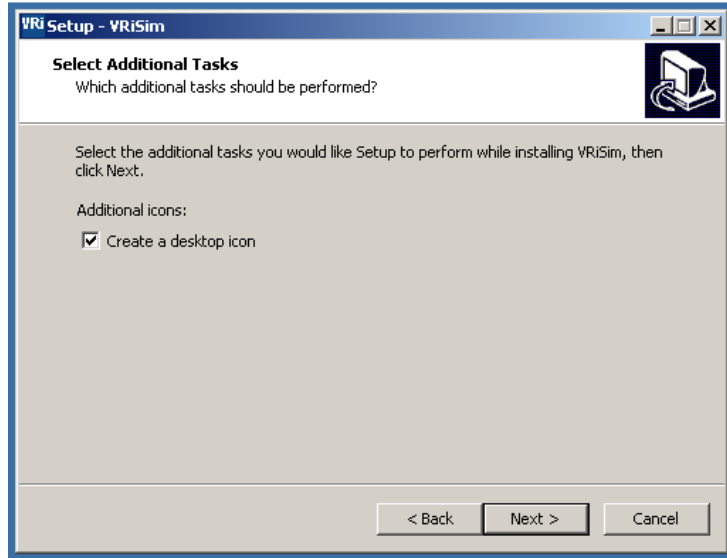 VRi Setup - VRiSim
Select Additional Tasks
Which additional tasks should be performed?
Select the additional tasks you would like Setup to perform while installing VRiSim, then
click Next.
Additional icons:
Create a desktop icon
< Back Next > Cancel